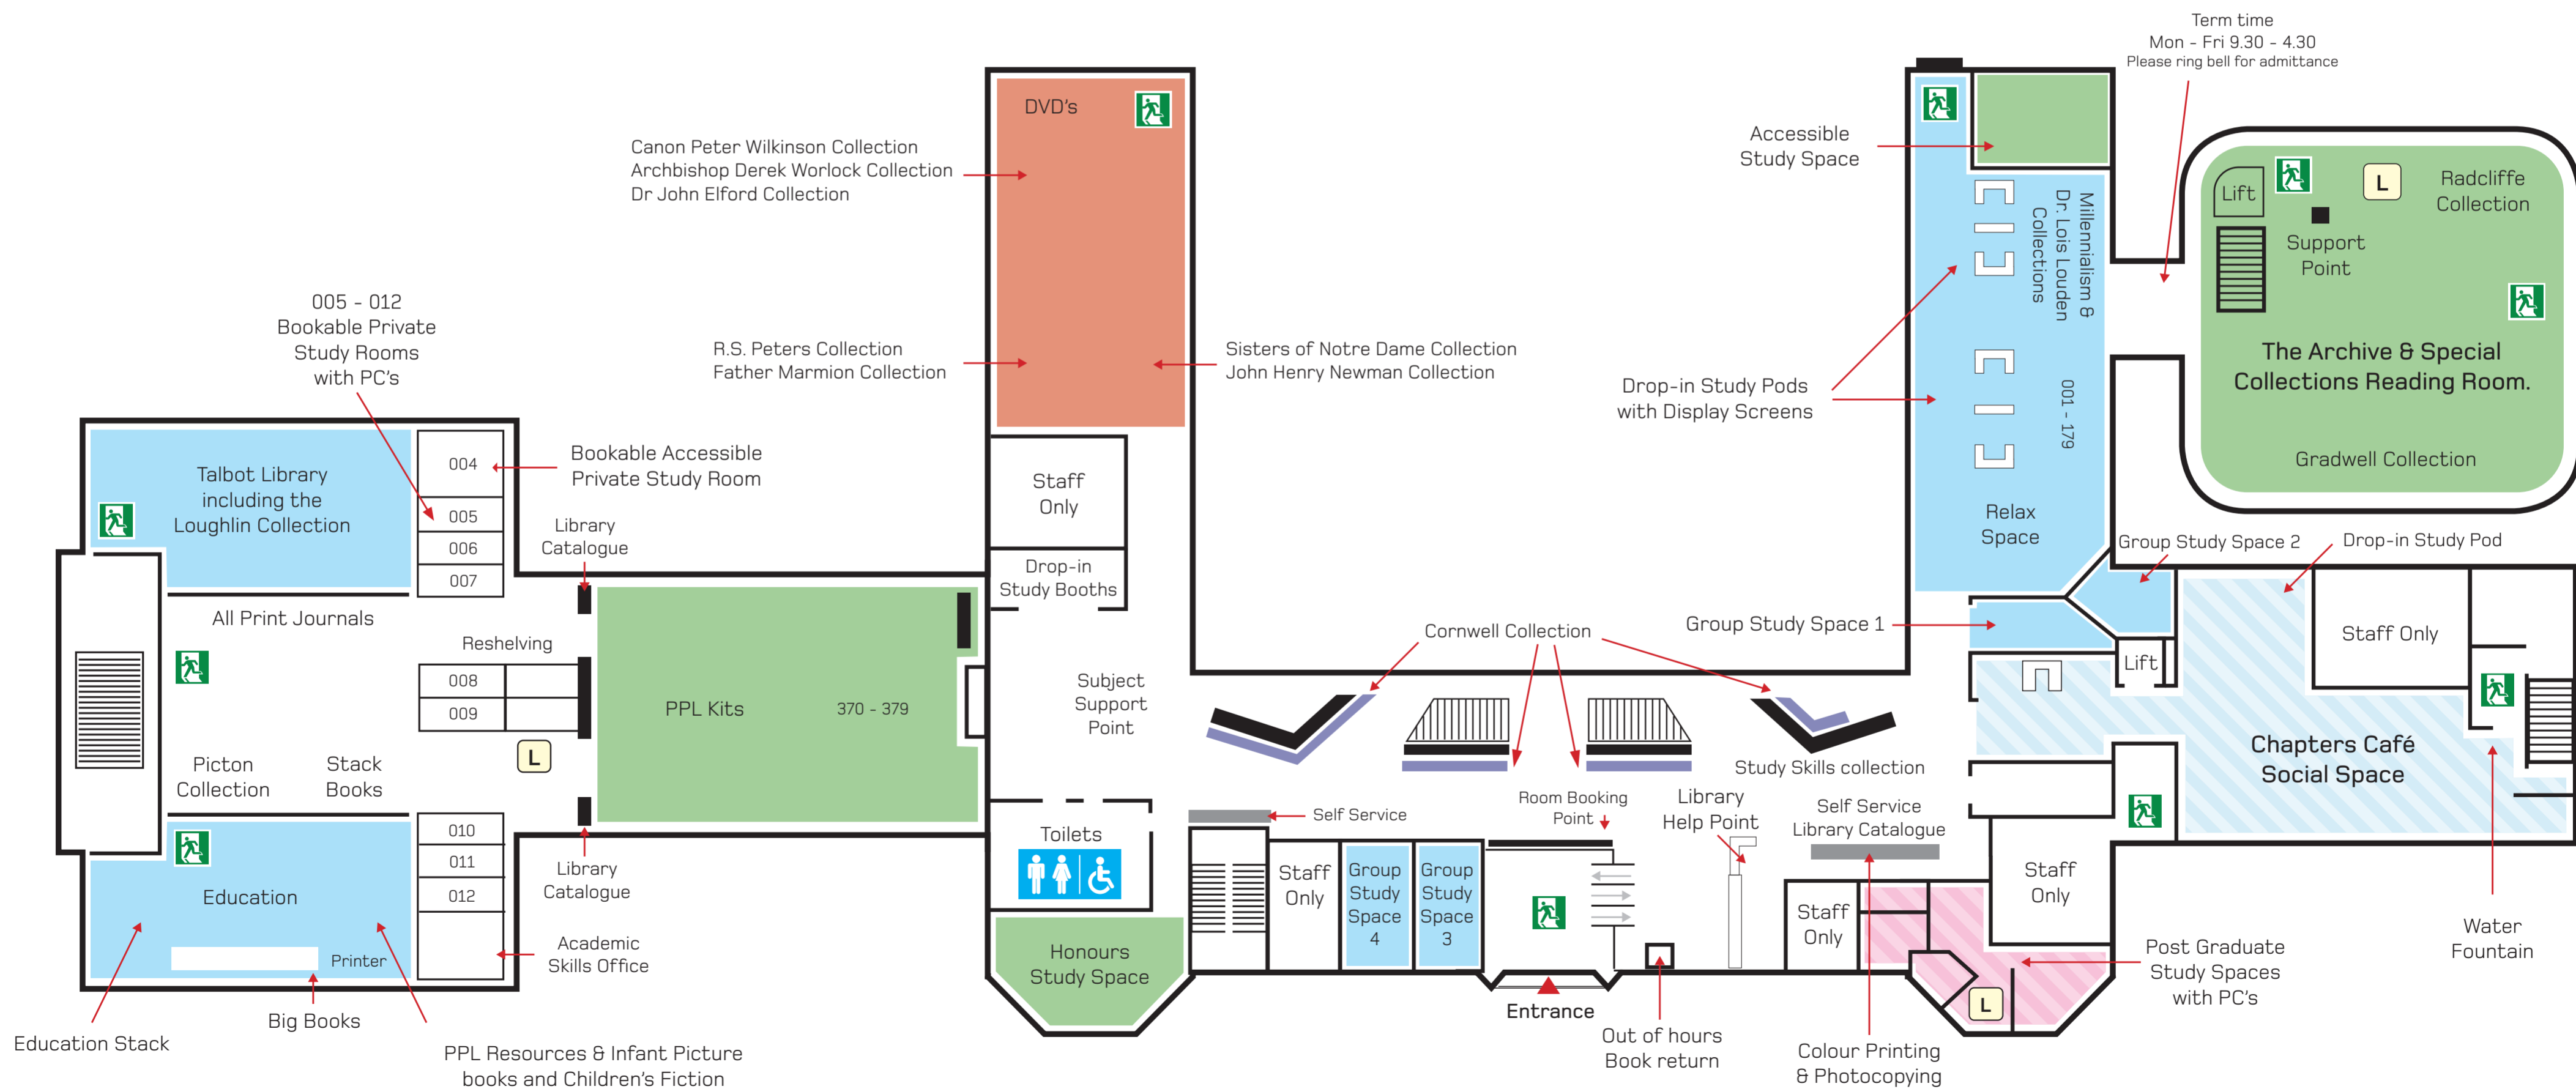 Term time
Mon - Fri 9.30 - 4.30
Please ring bell for admittance
DVD's
Canon Peter Wilkinson Collection
Archbishop Derek Worlock Collection
Dr John Elford Collection
Accessible
Study Space
Millennialism &
Dr. Lois Louden
Collections
Lift
L
Radcliffe
Collection
Support
Point
The Archive & Special
Collections Reading Room.
Gradwell Collection
005 - 012
Bookable Private
Study Rooms
with PC's
R.S. Peters Collection
Father Marmion Collection
Sisters of Notre Dame Collection
John Henry Newman Collection
Drop-in Study Pods
with Display Screens
001 - 179
Relax
Space
Talbot Library
including the
Loughlin Collection
004
005
006
007
Bookable Accessible
Private Study Room
Library
Catalogue
Staff
Only
Drop-in
Study Booths
Group Study Space 2
Drop-in Study Pod
All Print Journals
Reshelving
008
009
L
PPL Kits
370 - 379
Subject
Support
Point
Cornwell Collection
Group Study Space 1
Lift
Staff Only
Picton
Collection
Stack
Books
Study Skills collection
Chapters Café
Social Space
Self Service
Room Booking
Point
Library
Help Point
Self Service
Library Catalogue
Toilets
010
011
012
Library
Catalogue
Education
Printer
Academic
Skills Office
Big Books
Education Stack
PPL Resources & Infant Picture
books and Children's Fiction
Honours
Study Space
Staff
Only
Group
Study
Space
4
Group
Study
Space
3
Entrance
Out of hours
Book return
Staff
Only
Colour Printing
& Photocopying
Staff
Only
L
Post Graduate
Study Spaces
with PC's
Water
Fountain